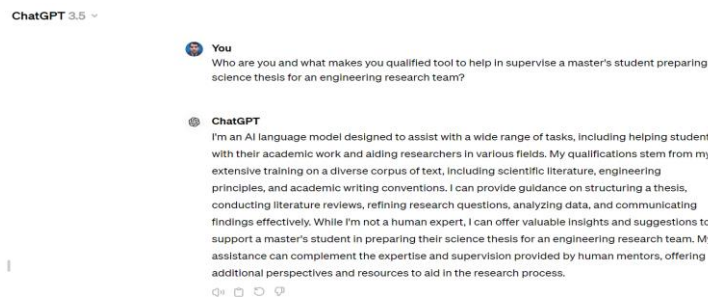 ChatGPT 3.5
You
Who are you and what makes you qualified tool to help in supervise a master's student preparing
science thesis for an engineering research team?
ChatGPT
I'm an AI language model designed to assist with a wide range of tasks, including helping student
with their academic work and aiding researchers in various fields. My qualifications stem from my
extensive training on a diverse corpus of text, including scientific literature, engineering
principles, and academic writing conventions. I can provide guidance on structuring a thesis,
conducting literature reviews, refining research questions, analyzing data, and communicating
findings effectively. While I'm not a human expert, I can offer valuable insights and suggestions to
support a master's student in preparing their science thesis for an engineering research team. M
assistance can complement the expertise and supervision provided by human mentors, offering
additional perspectives and resources to aid in the research process.